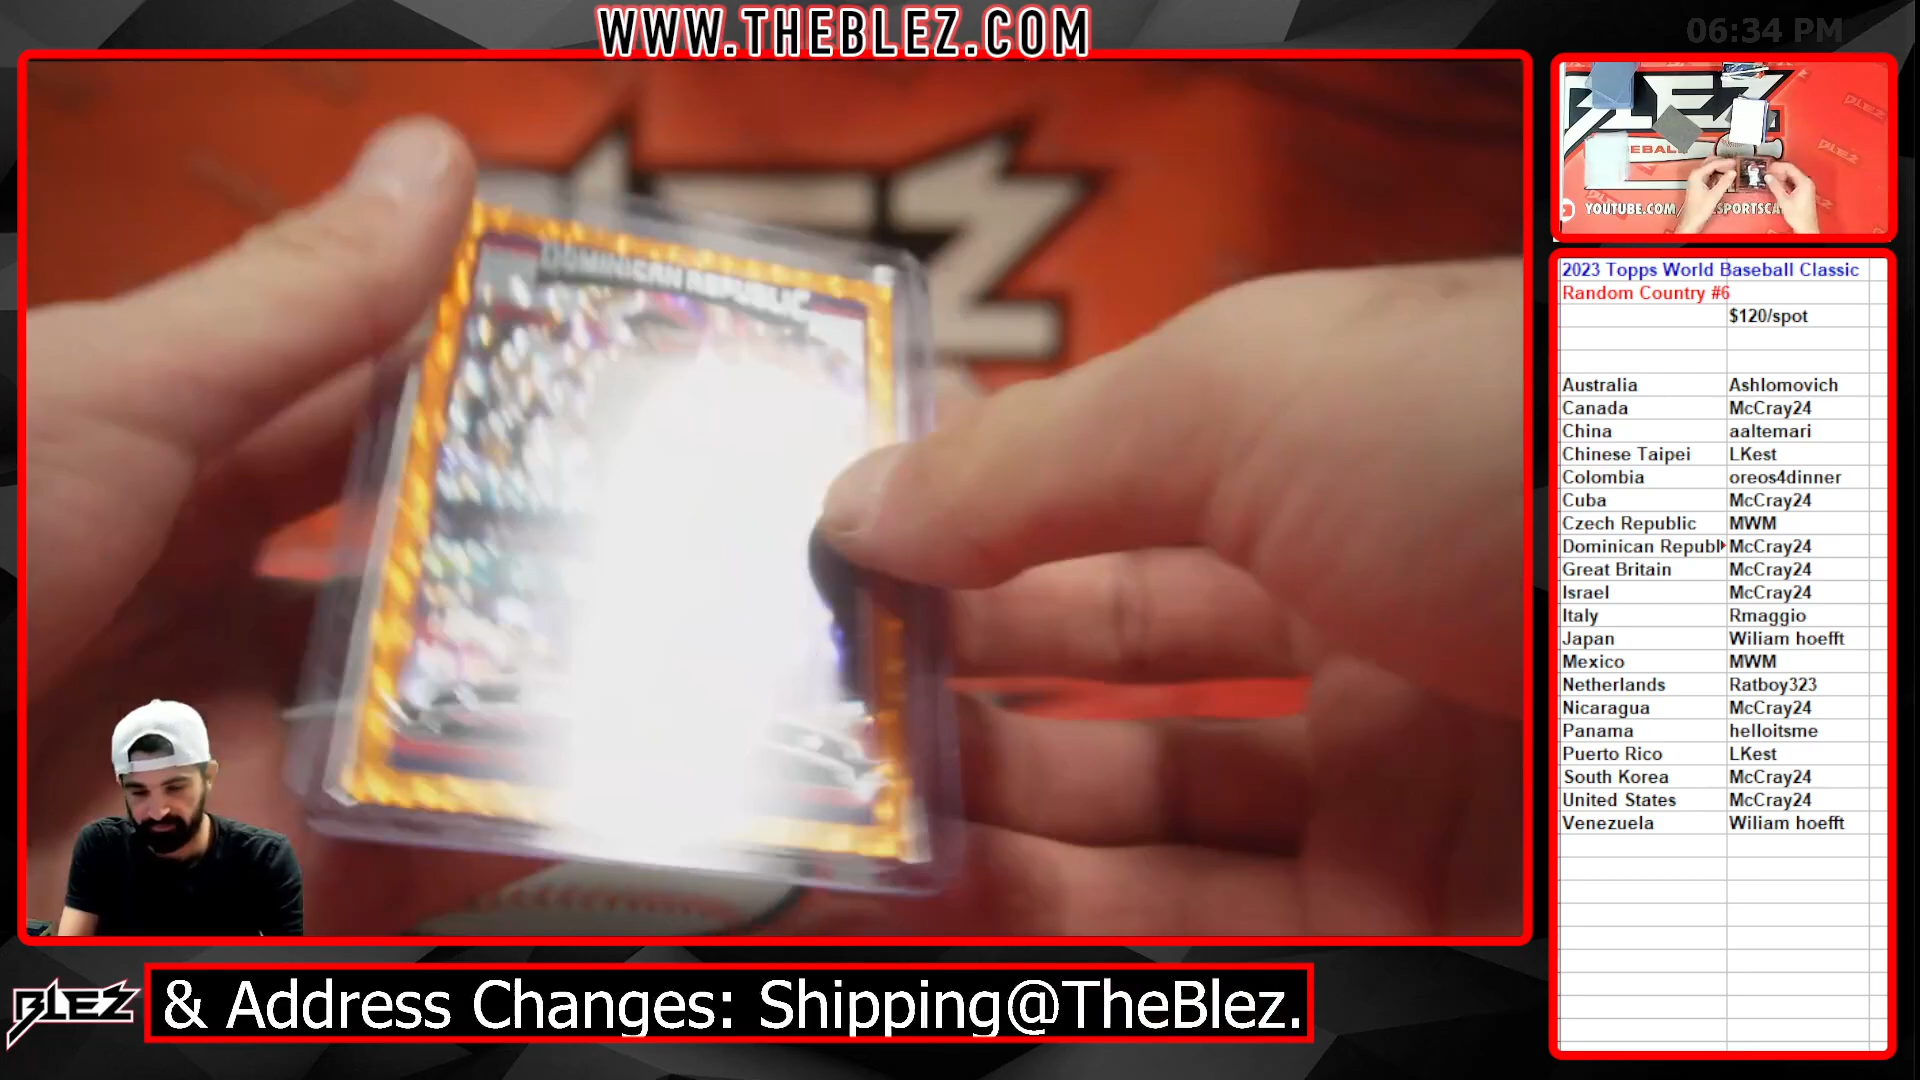 WWW.THEBLEZ.COM
06:34 PM
DOMINICAN REPUBLIC
BLEZ
BLEZ
BLEZ
YOUTUBE.COM/
2023 Topps World Baseball Classic
Random Country #6
$120/spot
Australia Ashlomovich
Canada McCray24
China aaltemari
Chinese Taipei LKest
Colombia oreos4dinner
Cuba McCray24
Czech Republic MWM
Dominican Republ McCray24
Great Britain McCray24
Israel McCray24
Italy Rmaggio
Japan Wiliam hoefft
Mexico MWM
Netherlands Ratboy323
Nicaragua McCray24
Panama helloitsme
Puerto Rico LKest
South Korea McCray24
United States McCray24
Venezuela Wiliam hoefft
BLEZ & Address Changes: Shipping@TheBlez.